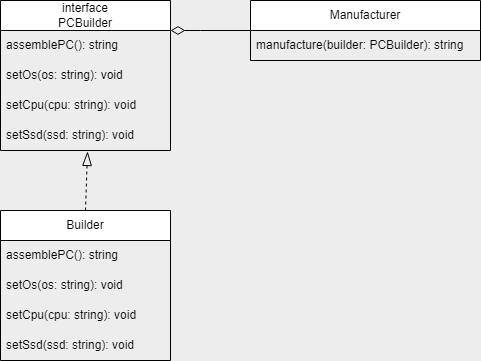 interface
PCBuilder
assemblePC(): string
setOs(os: string): void
setCpu(cpu: string): void
setSsd(ssd: string): void
Manufacturer
manufacture(builder: PCBuilder): string
Builder
assemblePC(): string
setOs(os: string): void
setCpu(cpu: string): void
setSsd(ssd: string): void